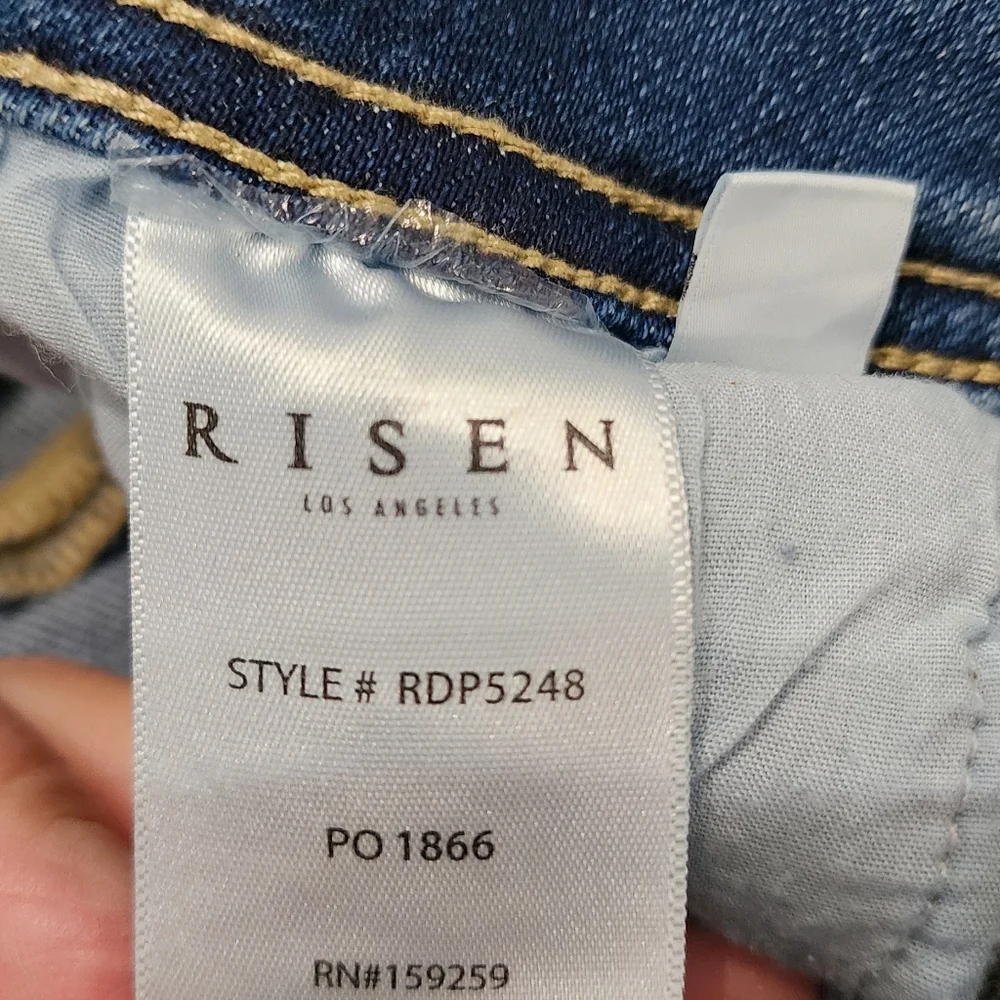 RISEN
LOS ANGELES
STYLE # RDP5248
PO 1866
RN#159259